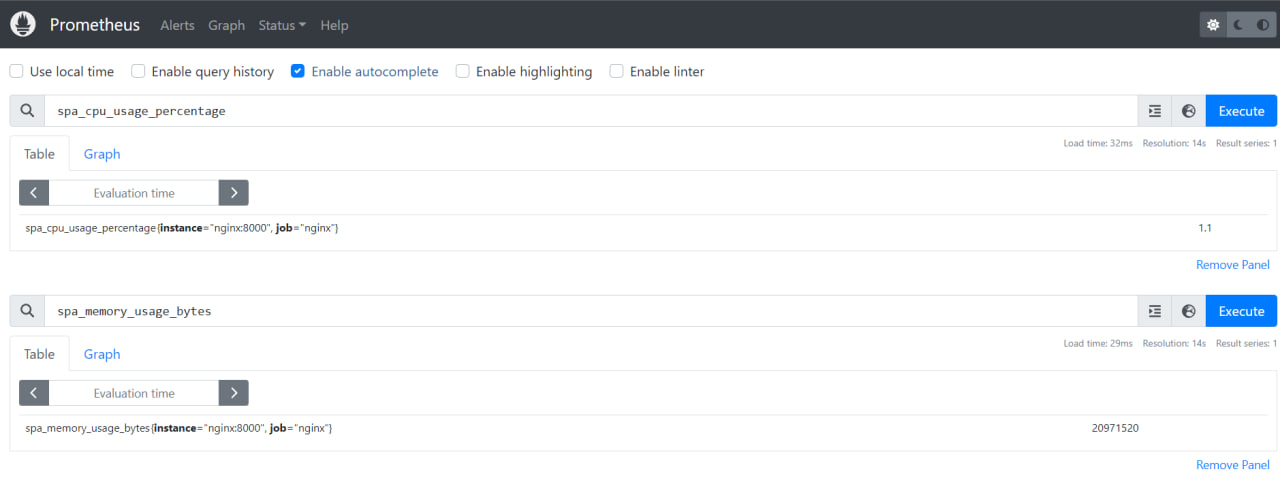 Prometheus Alerts Graph Status Help
Use local time Enable query history Enable autocomplete Enable highlighting Enable linter
spa_cpu_usage_percentage Execute
Table Graph Load time: 32ms Resolution: 14s Result series: 1
Evaluation time
spa_cpu_usage_percentage{instance="nginx:8000", job="nginx"} 1.1
Remove Panel
spa_memory_usage_bytes Execute
Table Graph Load time: 29ms Resolution: 14s Result series: 1
Evaluation time
spa_memory_usage_bytes{instance="nginx:8000", job="nginx"} 20971520
Remove Panel